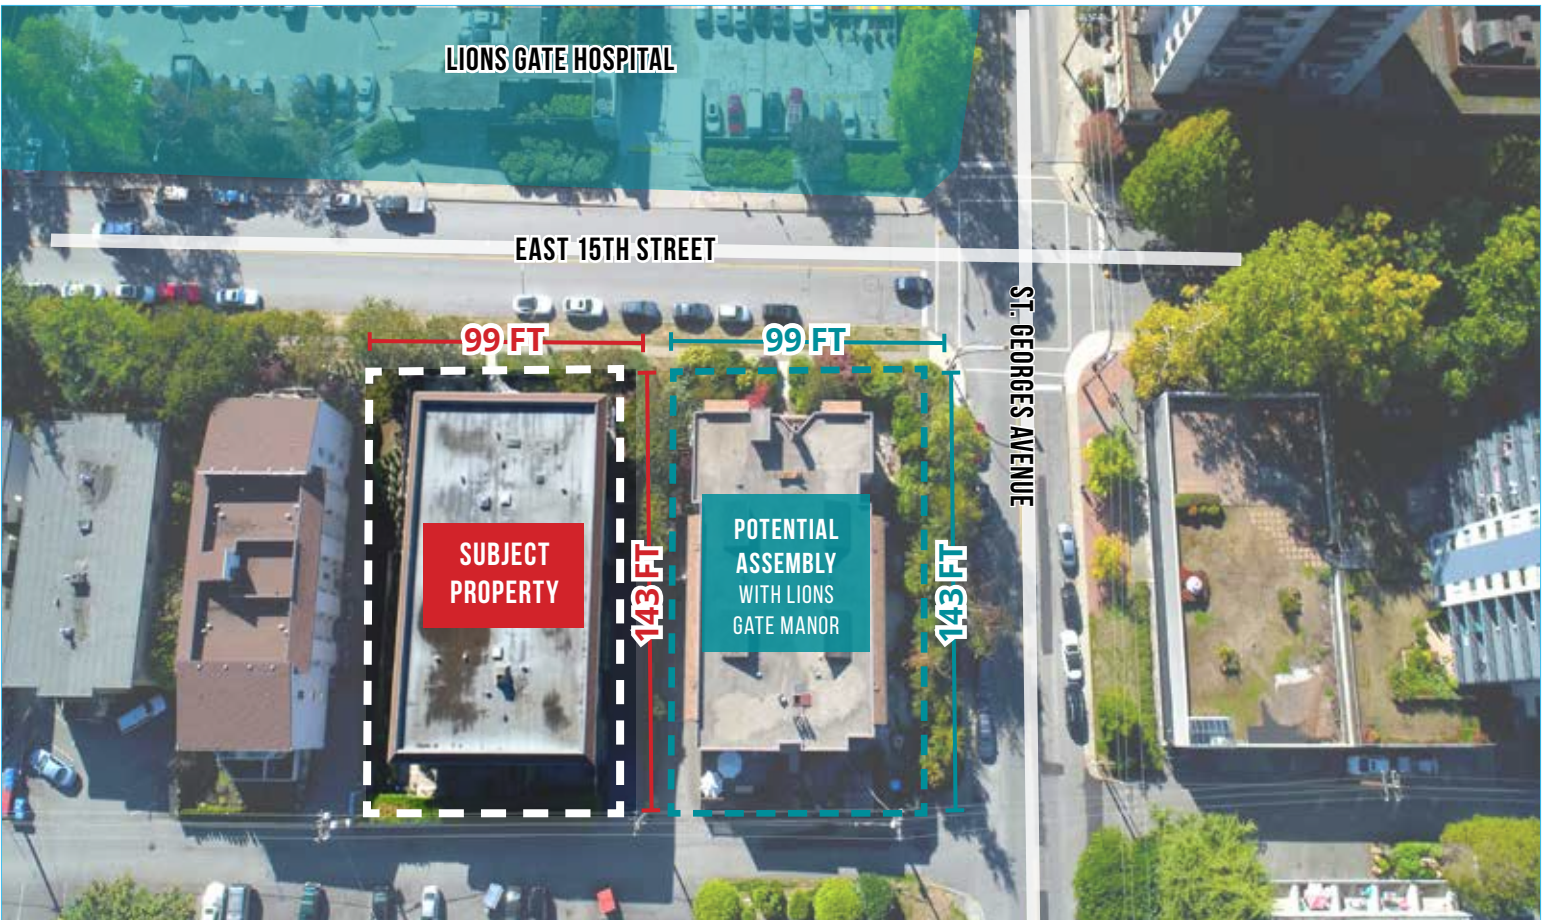 LIONS GATE HOSPITAL
EAST 15TH STREET
ST. GEORGES AVENUE
99 FT
99 FT
SUBJECT
PROPERTY
143 FT
POTENTIAL
ASSEMBLY
WITH LIONS
GATE MANOR
143 FT